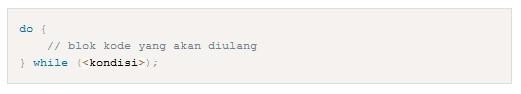 do {
    // blok kode yang akan diulang
} while (<kondisi>);